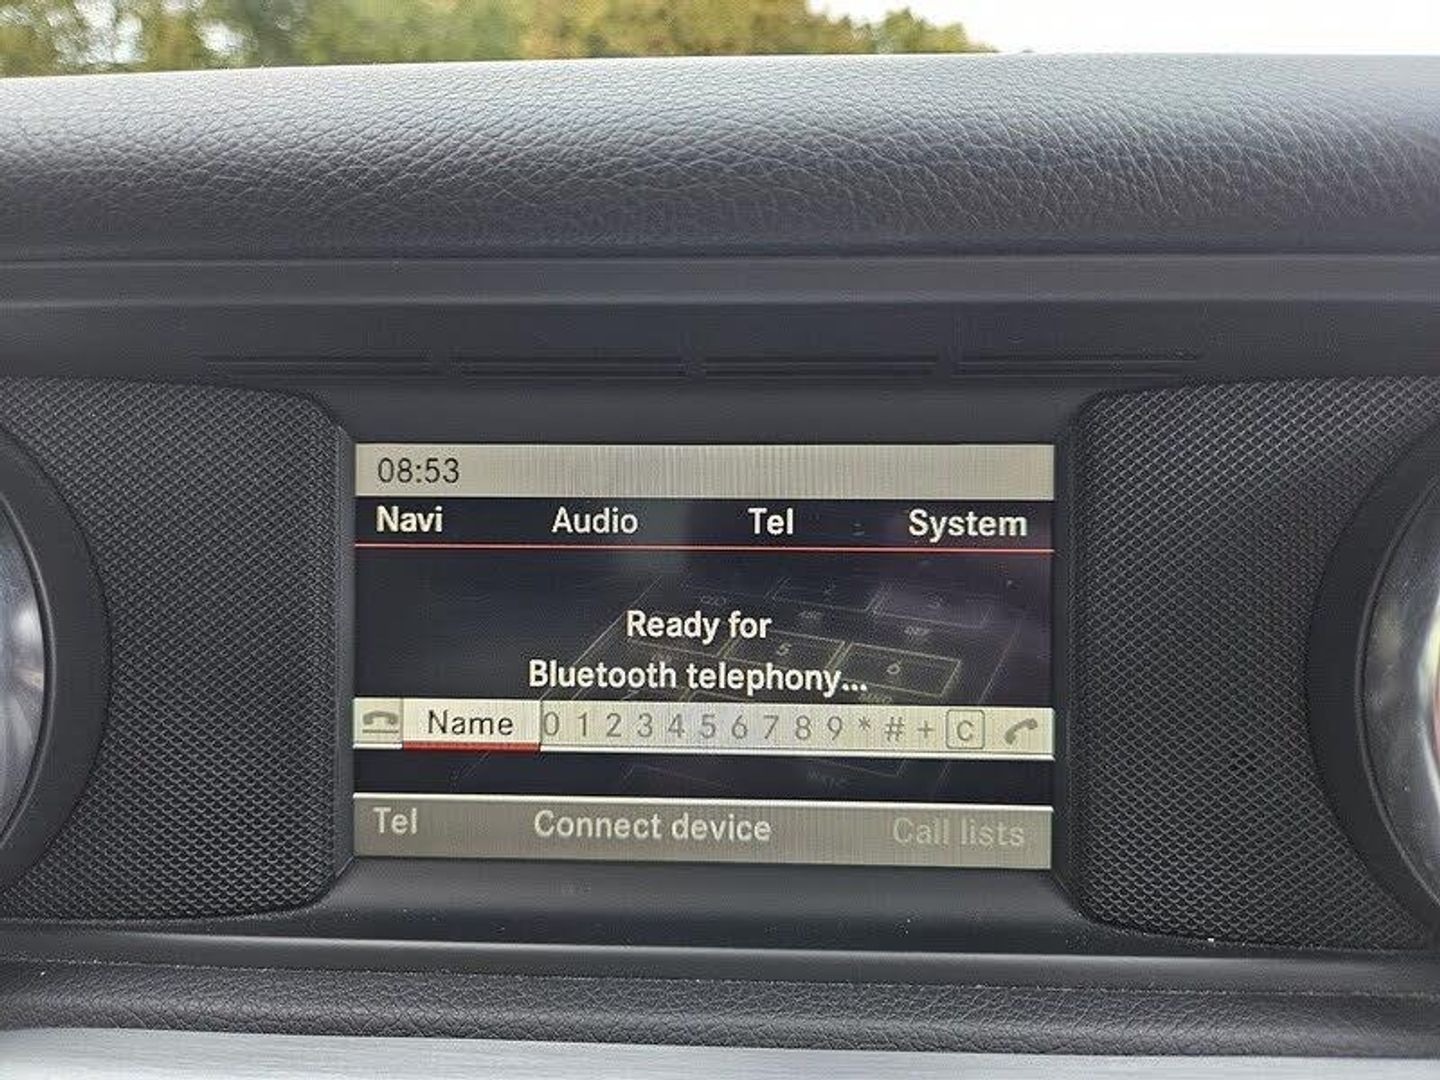 08:53
Navi Audio Tel System
Ready for
Bluetooth telephony...
Name 0 1 2 3 4 5 6 7 8 9 * # + C
Tel Connect device Call lists